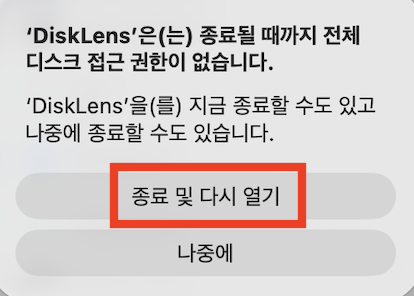 ‘DiskLens’은(는) 종료될 때까지 전체
디스크 접근 권한이 없습니다.
‘DiskLens’을(를) 지금 종료할 수도 있고
나중에 종료할 수도 있습니다.
종료 및 다시 열기
나중에